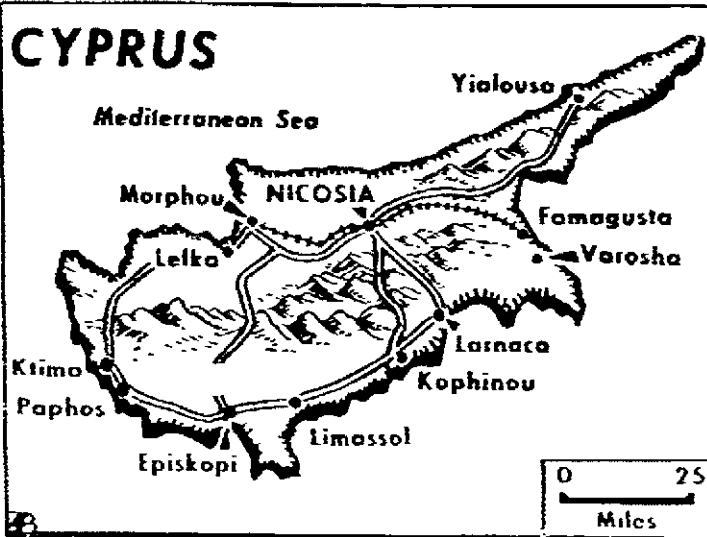 CYPRUS
Yialousa
Mediterranean Sea
Morphou
NICOSIA
Famagusta
Lefka
Varosha
Larnaca
Ktima
Kophinou
Paphos
Limassol
Episkopi
0 25
Miles